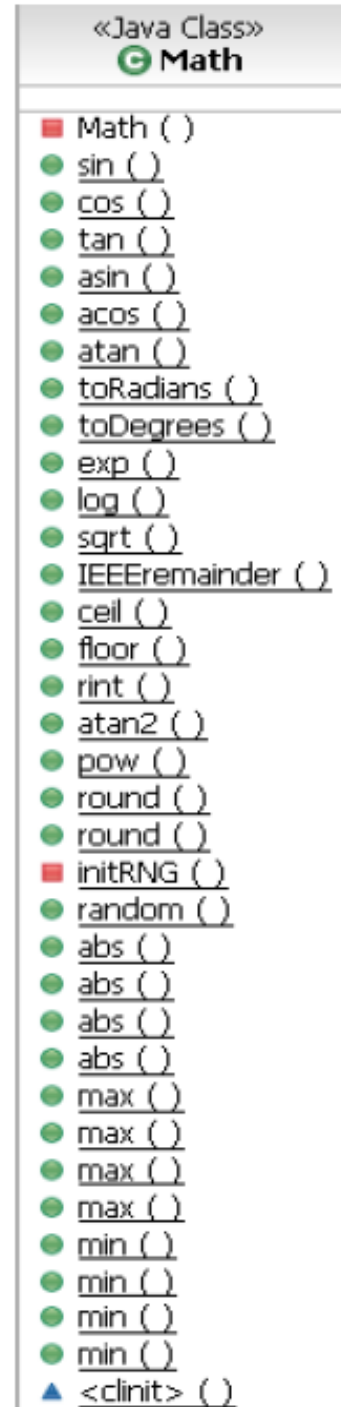 «Java Class»
Math
Math ( )
sin ( )
cos ( )
tan ( )
asin ( )
acos ( )
atan ( )
toRadians ( )
toDegrees ( )
exp ( )
log ( )
sqrt ( )
IEEEremainder ( )
ceil ( )
floor ( )
rint ( )
atan2 ( )
pow ( )
round ( )
round ( )
initRNG ( )
random ( )
abs ( )
abs ( )
abs ( )
abs ( )
max ( )
max ( )
max ( )
max ( )
min ( )
min ( )
min ( )
min ( )
<clinit> ( )